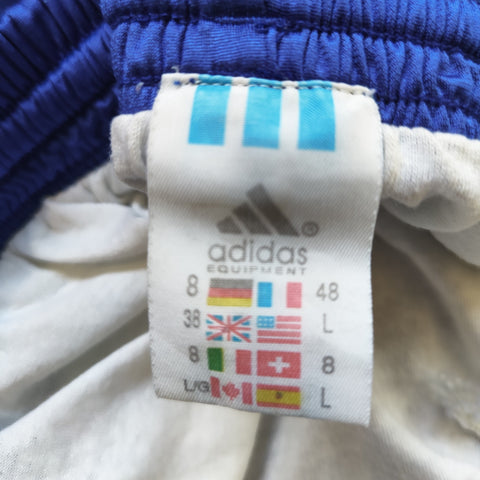 adidas
EQUIPMENT
8 48
38 L
8 8
L/G L